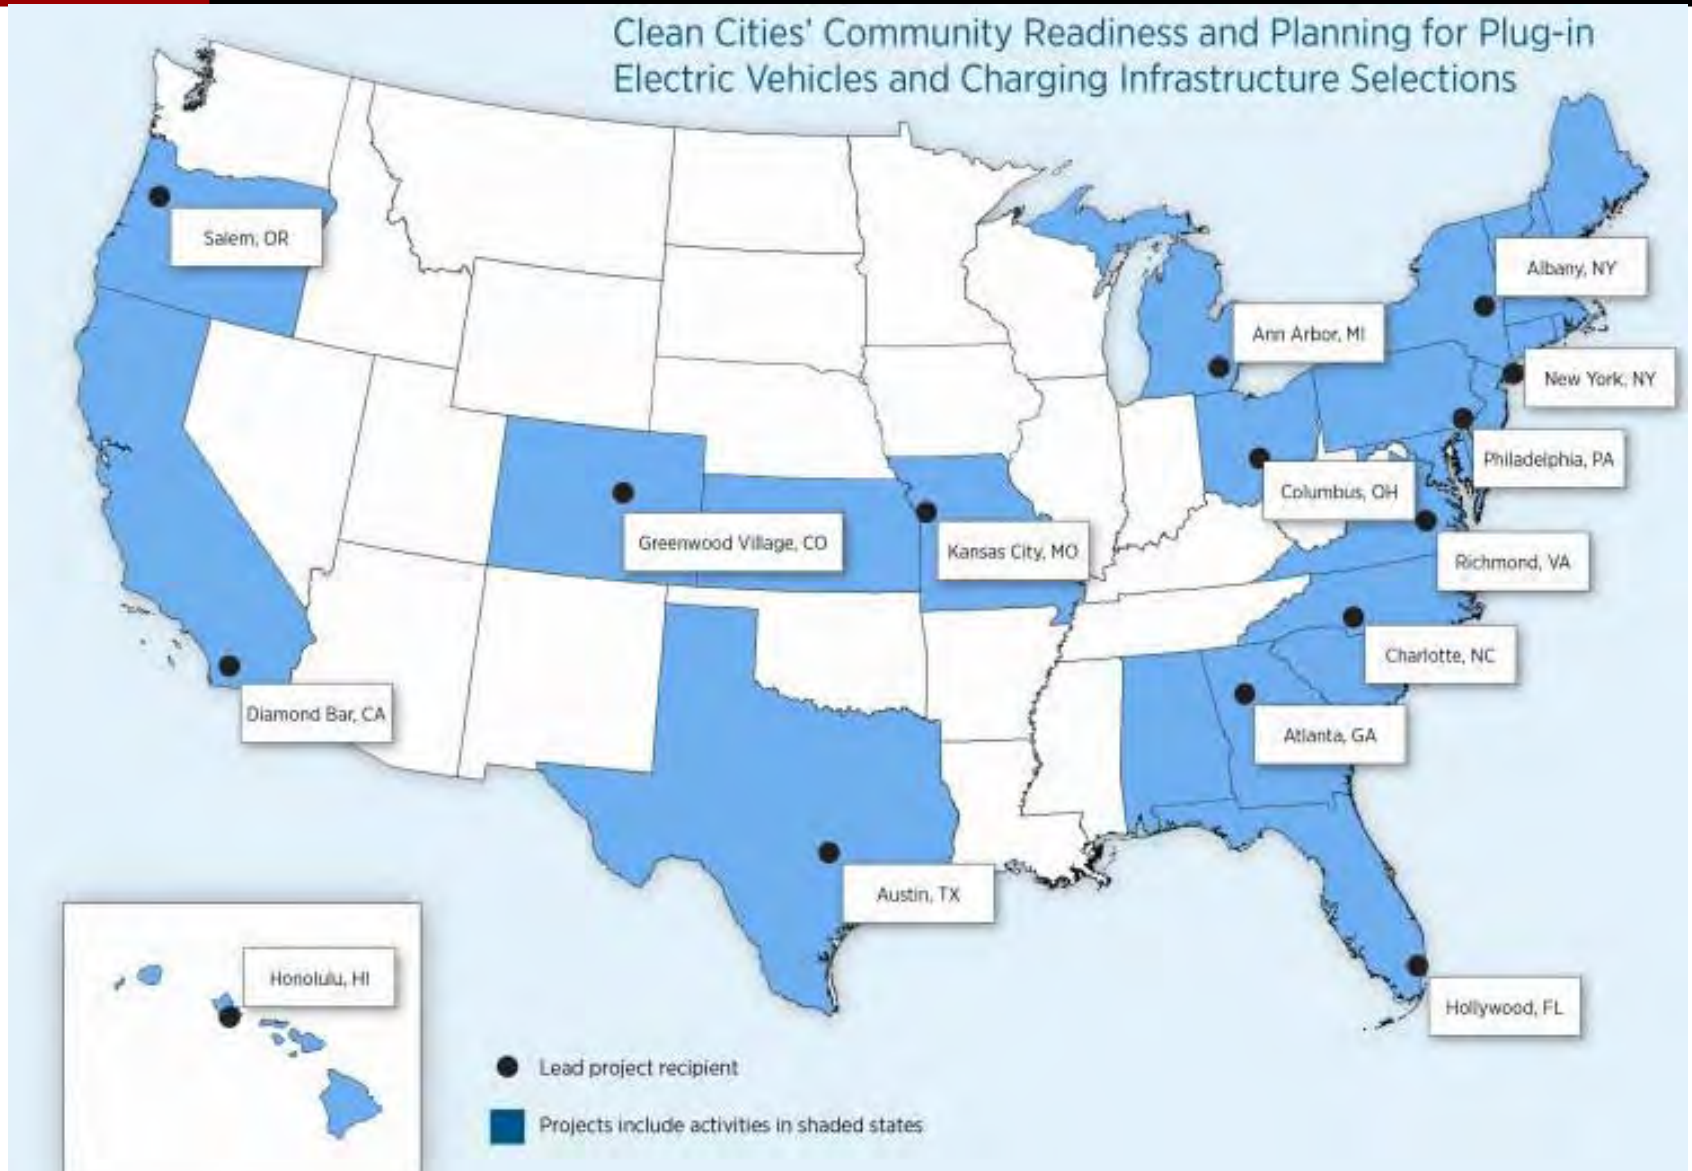 Clean Cities' Community Readiness and Planning for Plug-in
Electric Vehicles and Charging Infrastructure Selections
Salem, OR
Albany, NY
Ann Arbor, MI
New York, NY
Philadelphia, PA
Columbus, OH
Greenwood Village, CO
Kansas City, MO
Richmond, VA
Charlotte, NC
Diamond Bar, CA
Atlanta, GA
Austin, TX
Honolulu, HI
Hollywood, FL
Lead project recipient
Projects include activities in shaded states